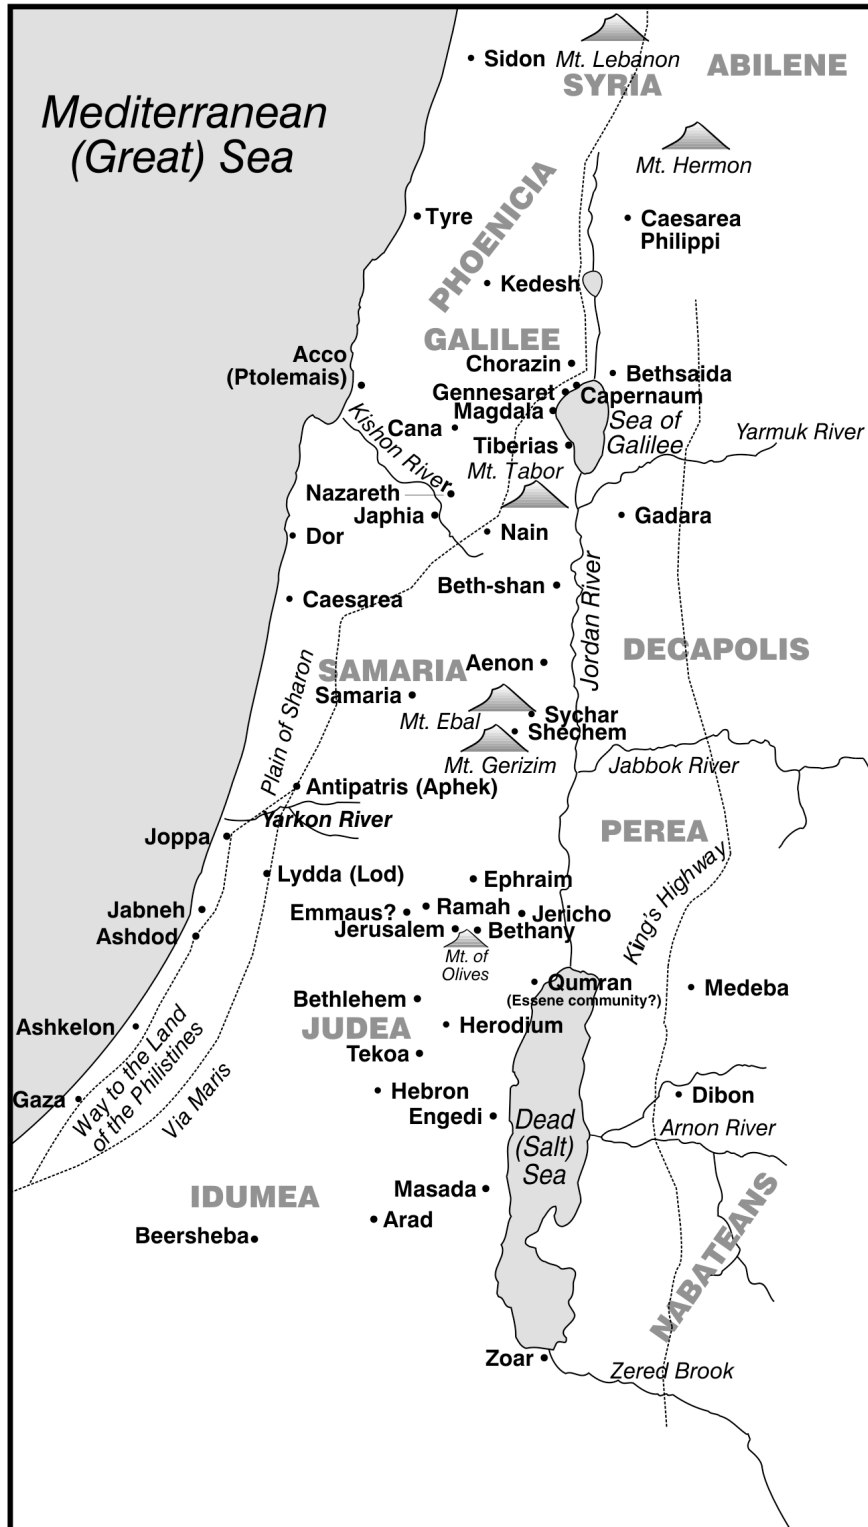 Sidon
Mt. Lebanon
SYRIA
ABILENE
Mediterranean
(Great) Sea
Mt. Hermon
PHOENICIA
Tyre
Caesarea
Philippi
Kedesh
GALILEE
Acco
(Ptolemais)
Chorazin
Bethsaida
Gennesaret
Capernaum
Magdala
Sea of
Galilee
Kishon River
Cana
Tiberias
Yarmuk River
Mt. Tabor
Nazareth
Japhia
Gadara
Dor
Nain
Jordan River
Beth-shan
Caesarea
DECAPOLIS
SAMARIA
Aenon
Plain of Sharon
Samaria
Mt. Ebal
Sychar
Shechem
Mt. Gerizim
Jabbok River
Antipatris (Aphek)
Yarkon River
Joppa
PEREA
King's Highway
Lydda (Lod)
Ephraim
Jabneh
Emmaus?
Ramah
Jericho
Ashdod
Jerusalem
Bethany
Mt. of
Olives
Qumran
(Essene community?)
Medeba
Bethlehem
JUDEA
Herodium
Ashkelon
Tekoa
Way to the Land
of the Philistines
Via Maris
Gaza
Hebron
Dibon
Engedi
Dead
(Salt)
Sea
Arnon River
IDUMEA
Masada
NABATEANS
Arad
Beersheba
Zoar
Zered Brook